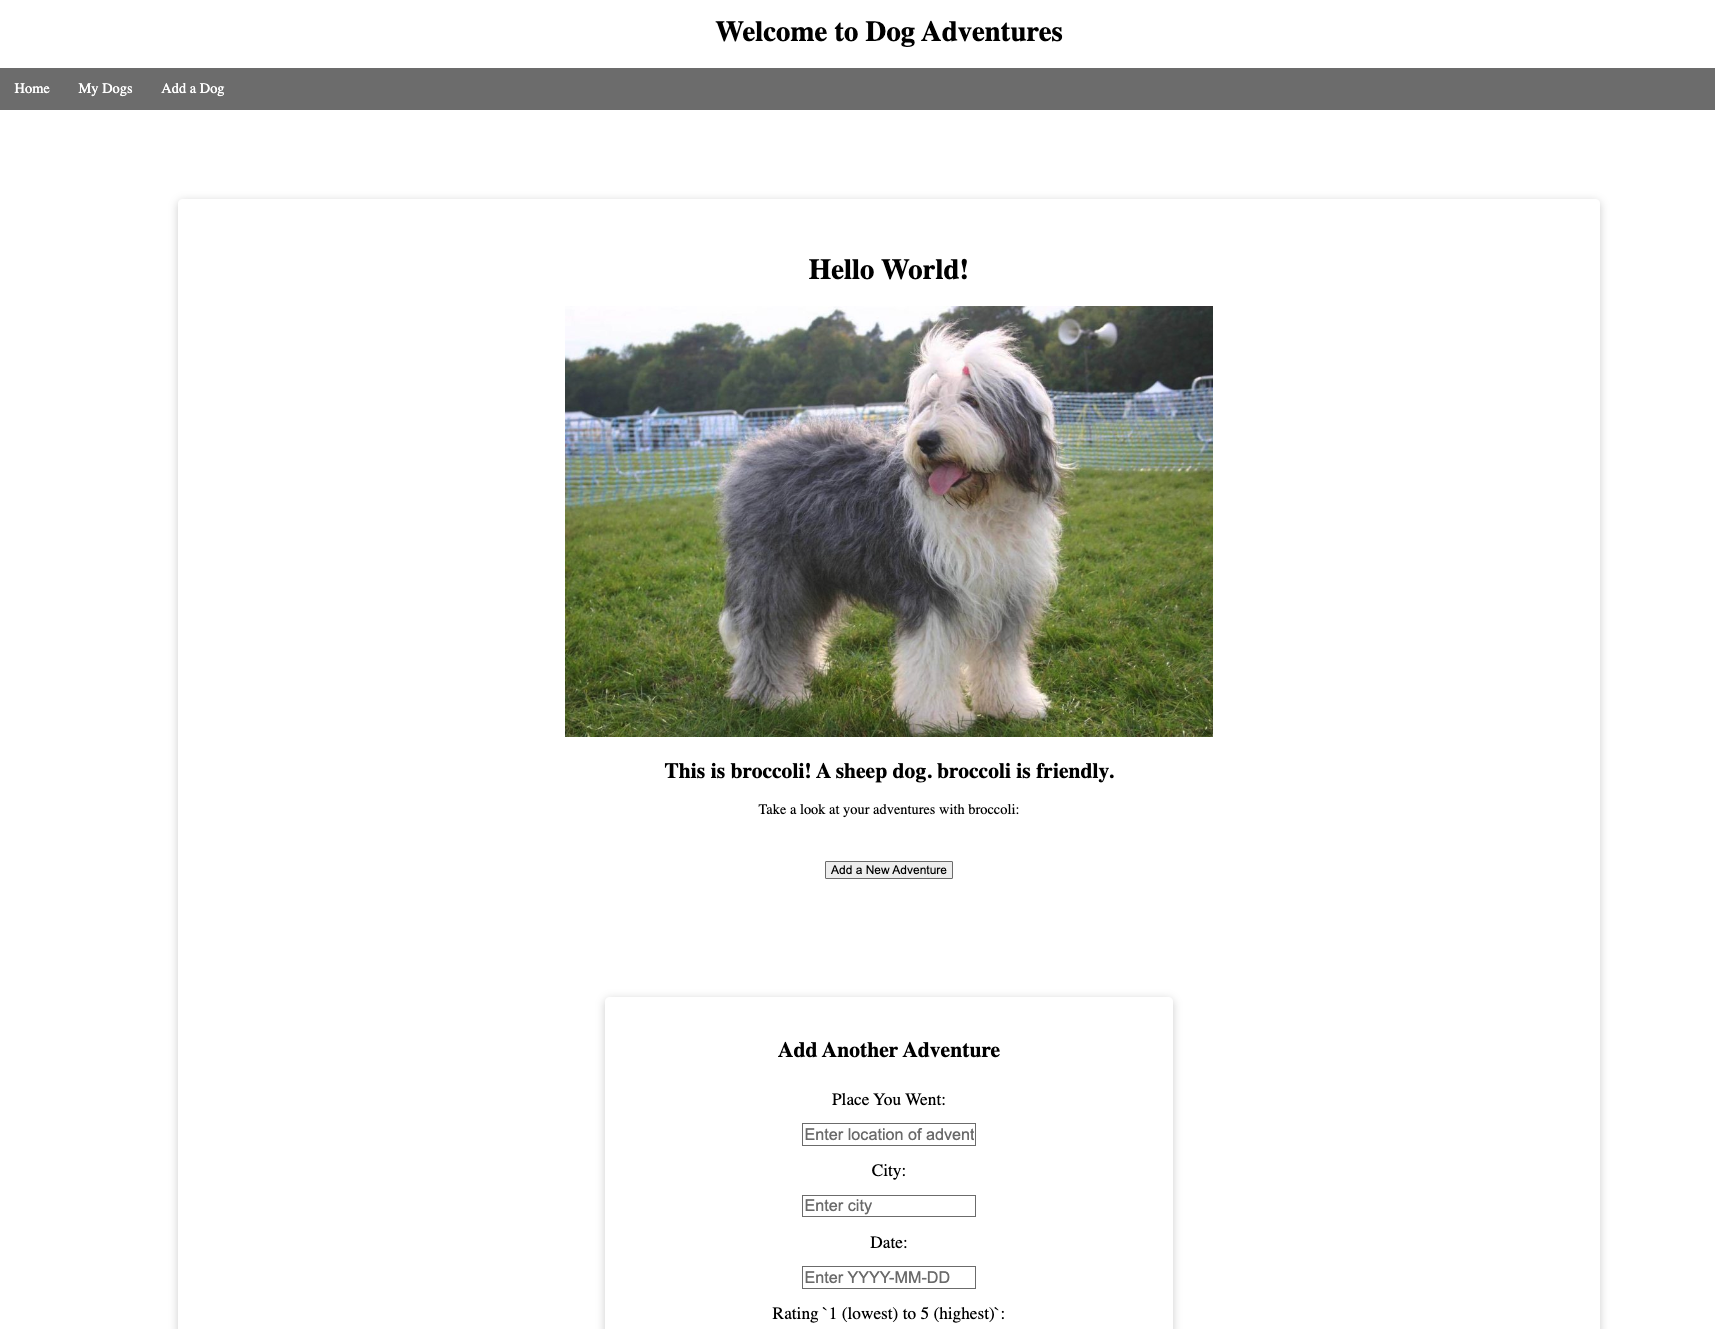 Welcome to Dog Adventures
Home My Dogs Add a Dog
Hello World!
This is broccoli! A sheep dog. broccoli is friendly.
Take a look at your adventures with broccoli:
Add a New Adventure
Add Another Adventure
Place You Went:
Enter location of advent
City:
Enter city
Date:
Enter YYYY-MM-DD
Rating `1 (lowest) to 5 (highest)`: